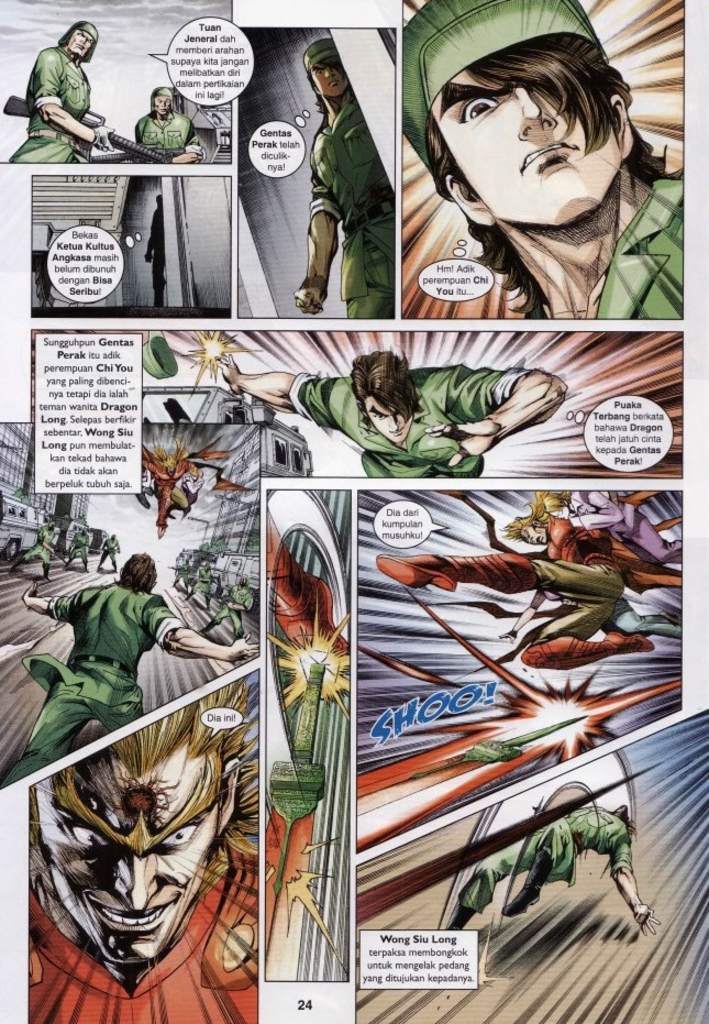 Tuan
Jeneral dah
memberi arahan
supaya kita jangan
melibatkan diri
dalam pertikaian
ini lagi!
Gentas
Perak telah
diculik-
nya!
Bekas
Ketua Kultus
Angkasa masih
belum dibunuh
dengan Bisa
Seribu!
Hm! Adik
perempuan Chi
You itu...
Sungguhpun Gentas
Perak itu adik
perempuan Chi You
yang paling dibenci-
nya tetapi dia ialah
teman wanita Dragon
Long. Selepas berfikir
sebentar, Wong Siu
Long pun membulat-
kan tekad bahawa
dia tidak akan
berpeluk tubuh saja.
Puaka
Terbang berkata
bahawa Dragon
telah jatuh cinta
kepada Gentas
Perak!
Dia dari
kumpulan
musuhku?
SHOO!
Dia ini!
Wong Siu Long
terpaksa membongkok
untuk mengelak pedang
yang ditujukan kepadanya.
24